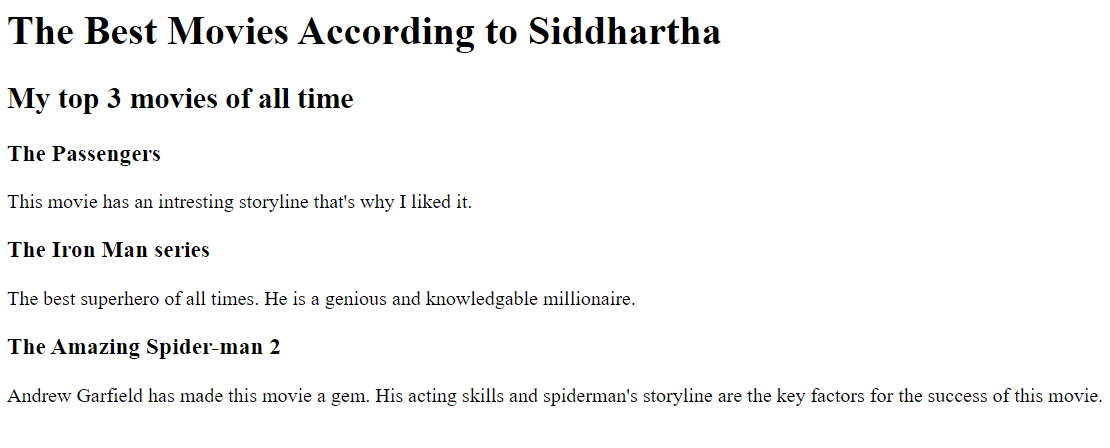 The Best Movies According to Siddhartha
My top 3 movies of all time
The Passengers
This movie has an intresting storyline that's why I liked it.
The Iron Man series
The best superhero of all times. He is a genious and knowledgable millionaire.
The Amazing Spider-man 2
Andrew Garfield has made this movie a gem. His acting skills and spiderman's storyline are the key factors for the success of this movie.